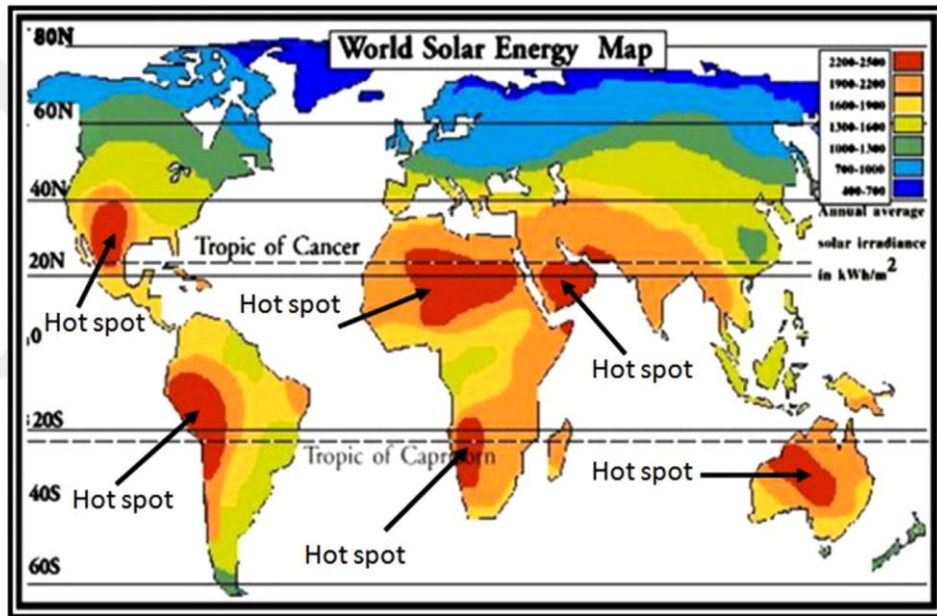 80N
World Solar Energy Map
2200-2500
1900-2200
1600-1900
1300-1600
1000-1300
700-1000
400-700
60N
40N
Annual average
solar irradiance
in kWh/m²
Tropic of Cancer
20N
Hot spot
Hot spot
Hot spot
0
20S
Tropic of Capricorn
Hot spot
Hot spot
40S
Hot spot
60S